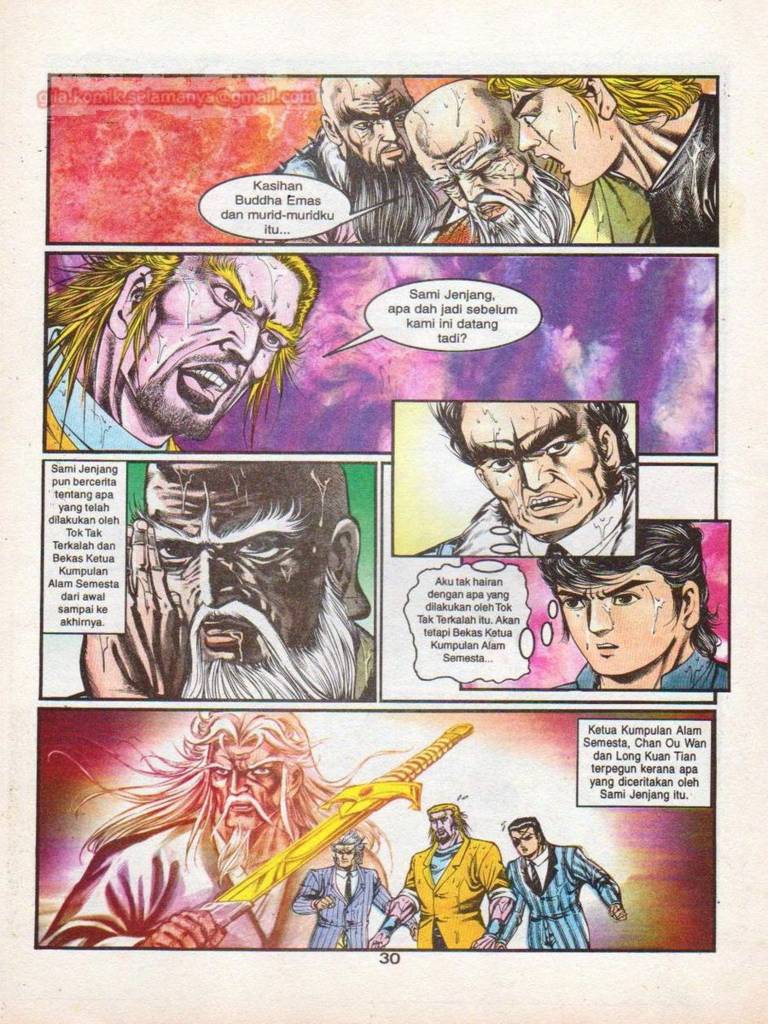 gila.komik.selamanya@gmail.com
Kasihan
Buddha Emas
dan murid-muridku
itu...
Sami Jenjang,
apa dah jadi sebelum
kami ini datang
tadi?
Sami Jenjang
pun bercerita
tentang apa
yang telah
dilakukan oleh
Tok Tak
Terkalah dan
Bekas Ketua
Kumpulan
Alam Semesta
dari awal
sampai ke
akhirnya.
Aku tak hairan
dengan apa yang
dilakukan oleh Tok
Tak Terkalah itu. Akan
tetapi Bekas Ketua
Kumpulan Alam
Semesta...
Ketua Kumpulan Alam
Semesta, Chan Ou Wan
dan Long Kuan Tian
terpegun kerana apa
yang diceritakan oleh
Sami Jenjang itu.
30